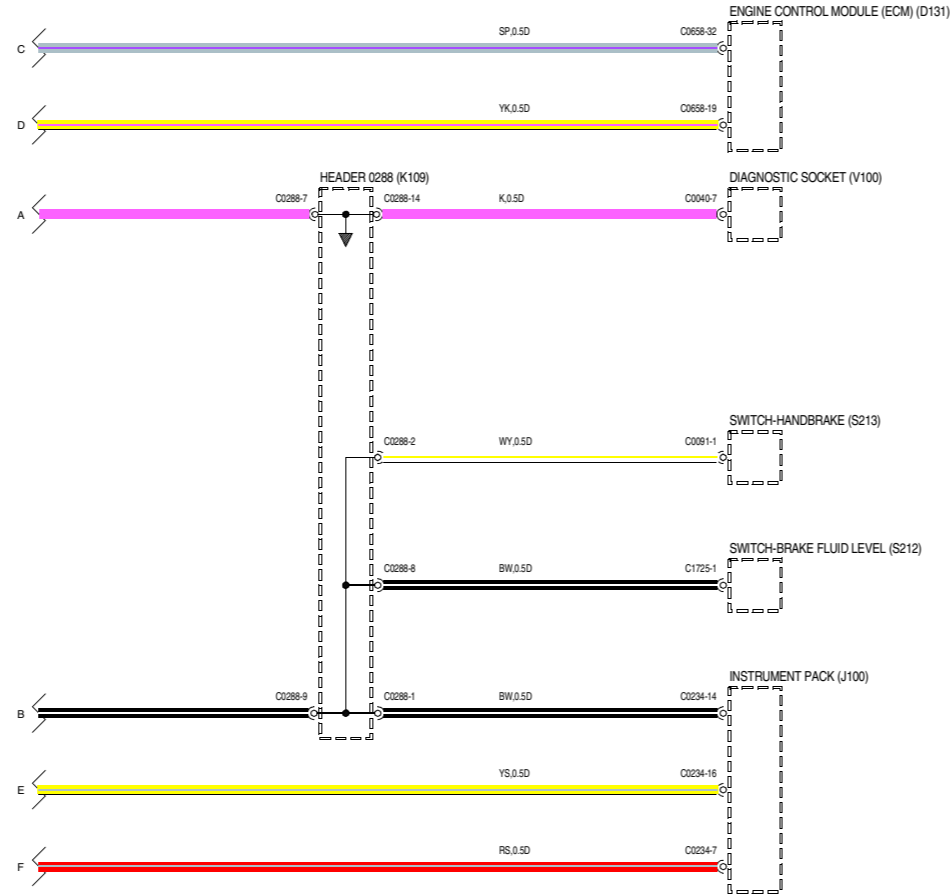 ENGINE CONTROL MODULE (ECM) (D131)
C SP,0.5D C0658-32
D YK,0.5D C0658-19
HEADER 0288 (K109) DIAGNOSTIC SOCKET (V100)
A C0288-7 C0288-14 K,0.5D C0040-7
SWITCH-HANDBRAKE (S213)
C0288-2 WY,0.5D C0091-1
SWITCH-BRAKE FLUID LEVEL (S212)
C0288-8 BW,0.5D C1725-1
INSTRUMENT PACK (J100)
B C0288-9 C0288-1 BW,0.5D C0234-14
E YS,0.5D C0234-16
F RS,0.5D C0234-7